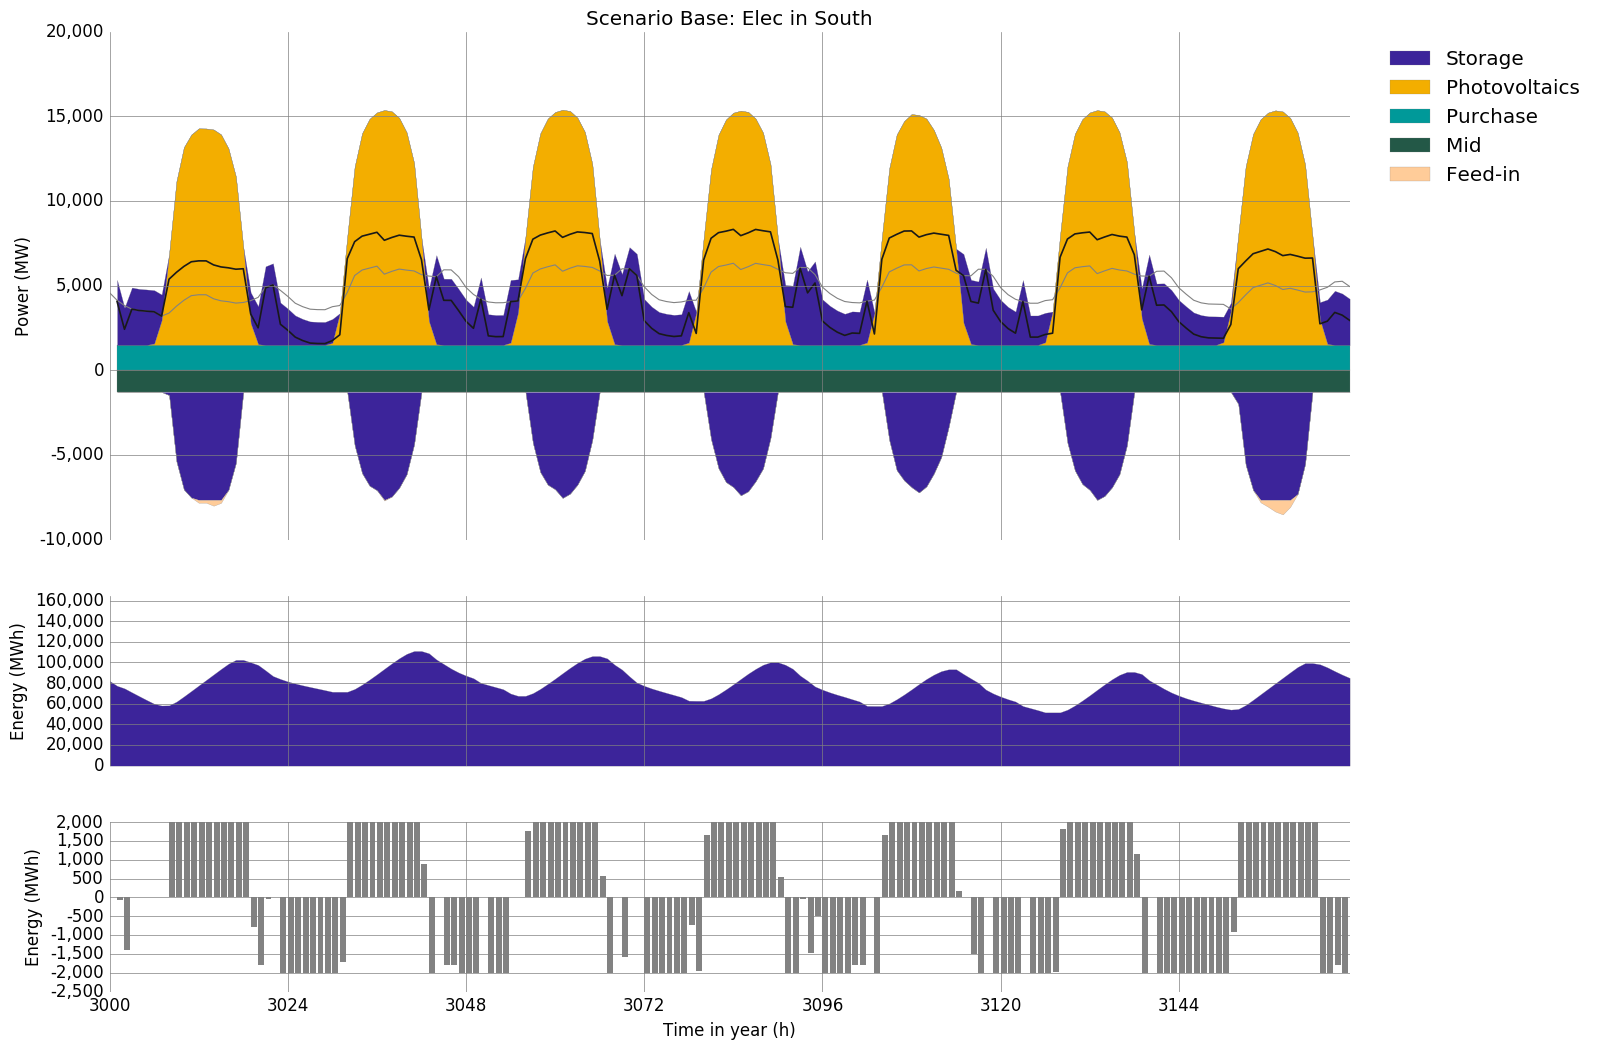 Scenario Base: Elec in South
20,000
15,000
10,000
5,000
0
-5,000
-10,000
Power (MW)
Storage
Photovoltaics
Purchase
Mid
Feed-in
160,000
140,000
120,000
100,000
80,000
60,000
40,000
20,000
0
Energy (MWh)
2,000
1,500
1,000
500
0
-500
-1,000
-1,500
-2,000
-2,500
Energy (MWh)
3000 3024 3048 3072 3096 3120 3144
Time in year (h)